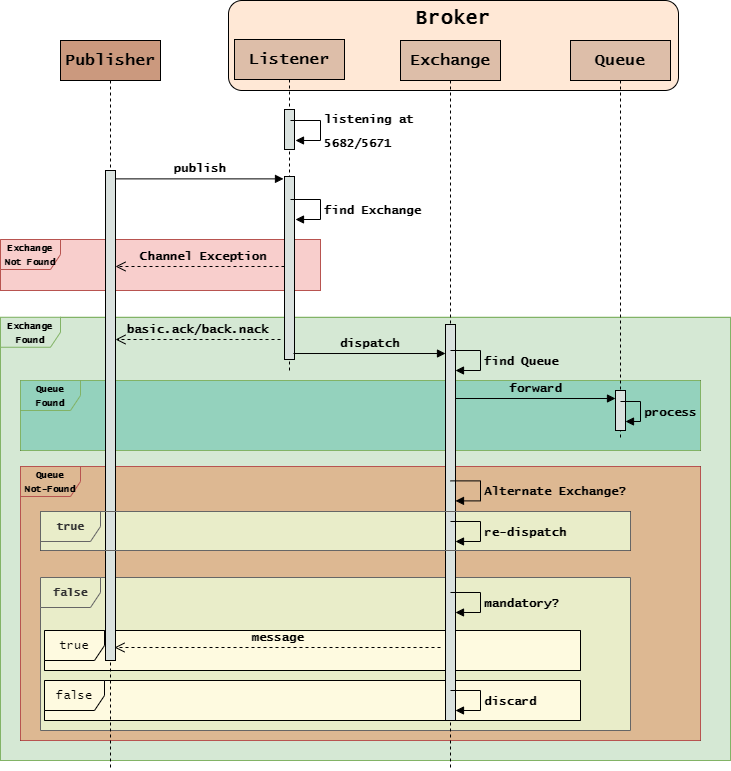 Broker
Publisher
Listener
Exchange
Queue
listening at
5682/5671
publish
find Exchange
Exchange
Not Found
Channel Exception
Exchange
Found
basic.ack/back.nack
dispatch
find Queue
Queue
Found
forward
process
Queue
Not-Found
Alternate Exchange?
true
re-dispatch
false
mandatory?
true
message
false
discard